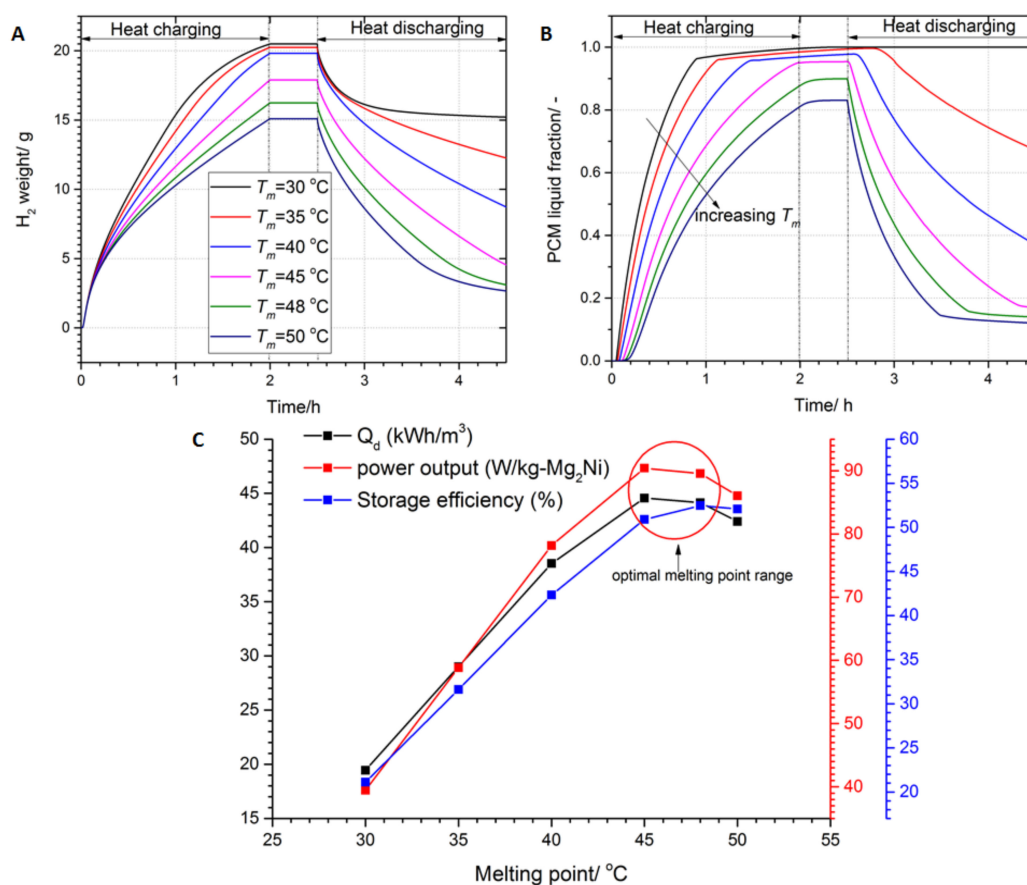 A
Heat charging
Heat discharging
H₂ weight/ g
20
15
10
5
0
Tm=30 °C
Tm=35 °C
Tm=40 °C
Tm=45 °C
Tm=48 °C
Tm=50 °C
0 1 2 3 4
Time/h
B
Heat charging
Heat discharging
PCM liquid fraction/ -
1.0
0.8
0.6
0.4
0.2
0.0
increasing Tm
0 1 2 3 4
Time/ h
C
Qd (kWh/m³)
power output (W/kg-Mg₂Ni)
Storage efficiency (%)
optimal melting point range
50
45
40
35
30
25
20
15
90
80
70
60
50
40
60
55
50
45
40
35
30
25
20
25 30 35 40 45 50 55
Melting point/ °C